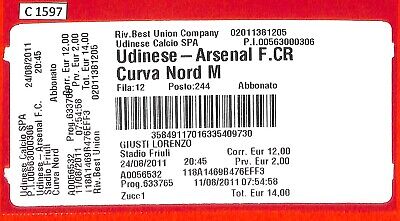 C 1597
Udinese Calcio SPA
P.I.00563000306
Udinese-Arsenal F.C.
Stadio Friuli
Curva Nord
24/08/2011 20:45
Abbonato
Corr. Eur 12,00
Prv. Eur 2,00
Tot. Eur 14,00
A0056532 Prog.633765
11/08/2011 07:54:58
118A1469B476EFF3
Riv.Best Union 02011381205
Riv.Best Union Company 02011381205
Udinese Calcio SPA P.I.00563000306
Udinese-Arsenal F.CR
Curva Nord M
Fila:12 Posto:244 Abbonato
35849117016335409730
GIUSTI LORENZO
Stadio Friuli Corr. Eur 12,00
24/08/2011 20:45 Prv. Eur 2,00
A0056532 118A1469B476EFF3
Prog.633765 11/08/2011 07:54:58
Zucc1 Tot. Eur 14,00